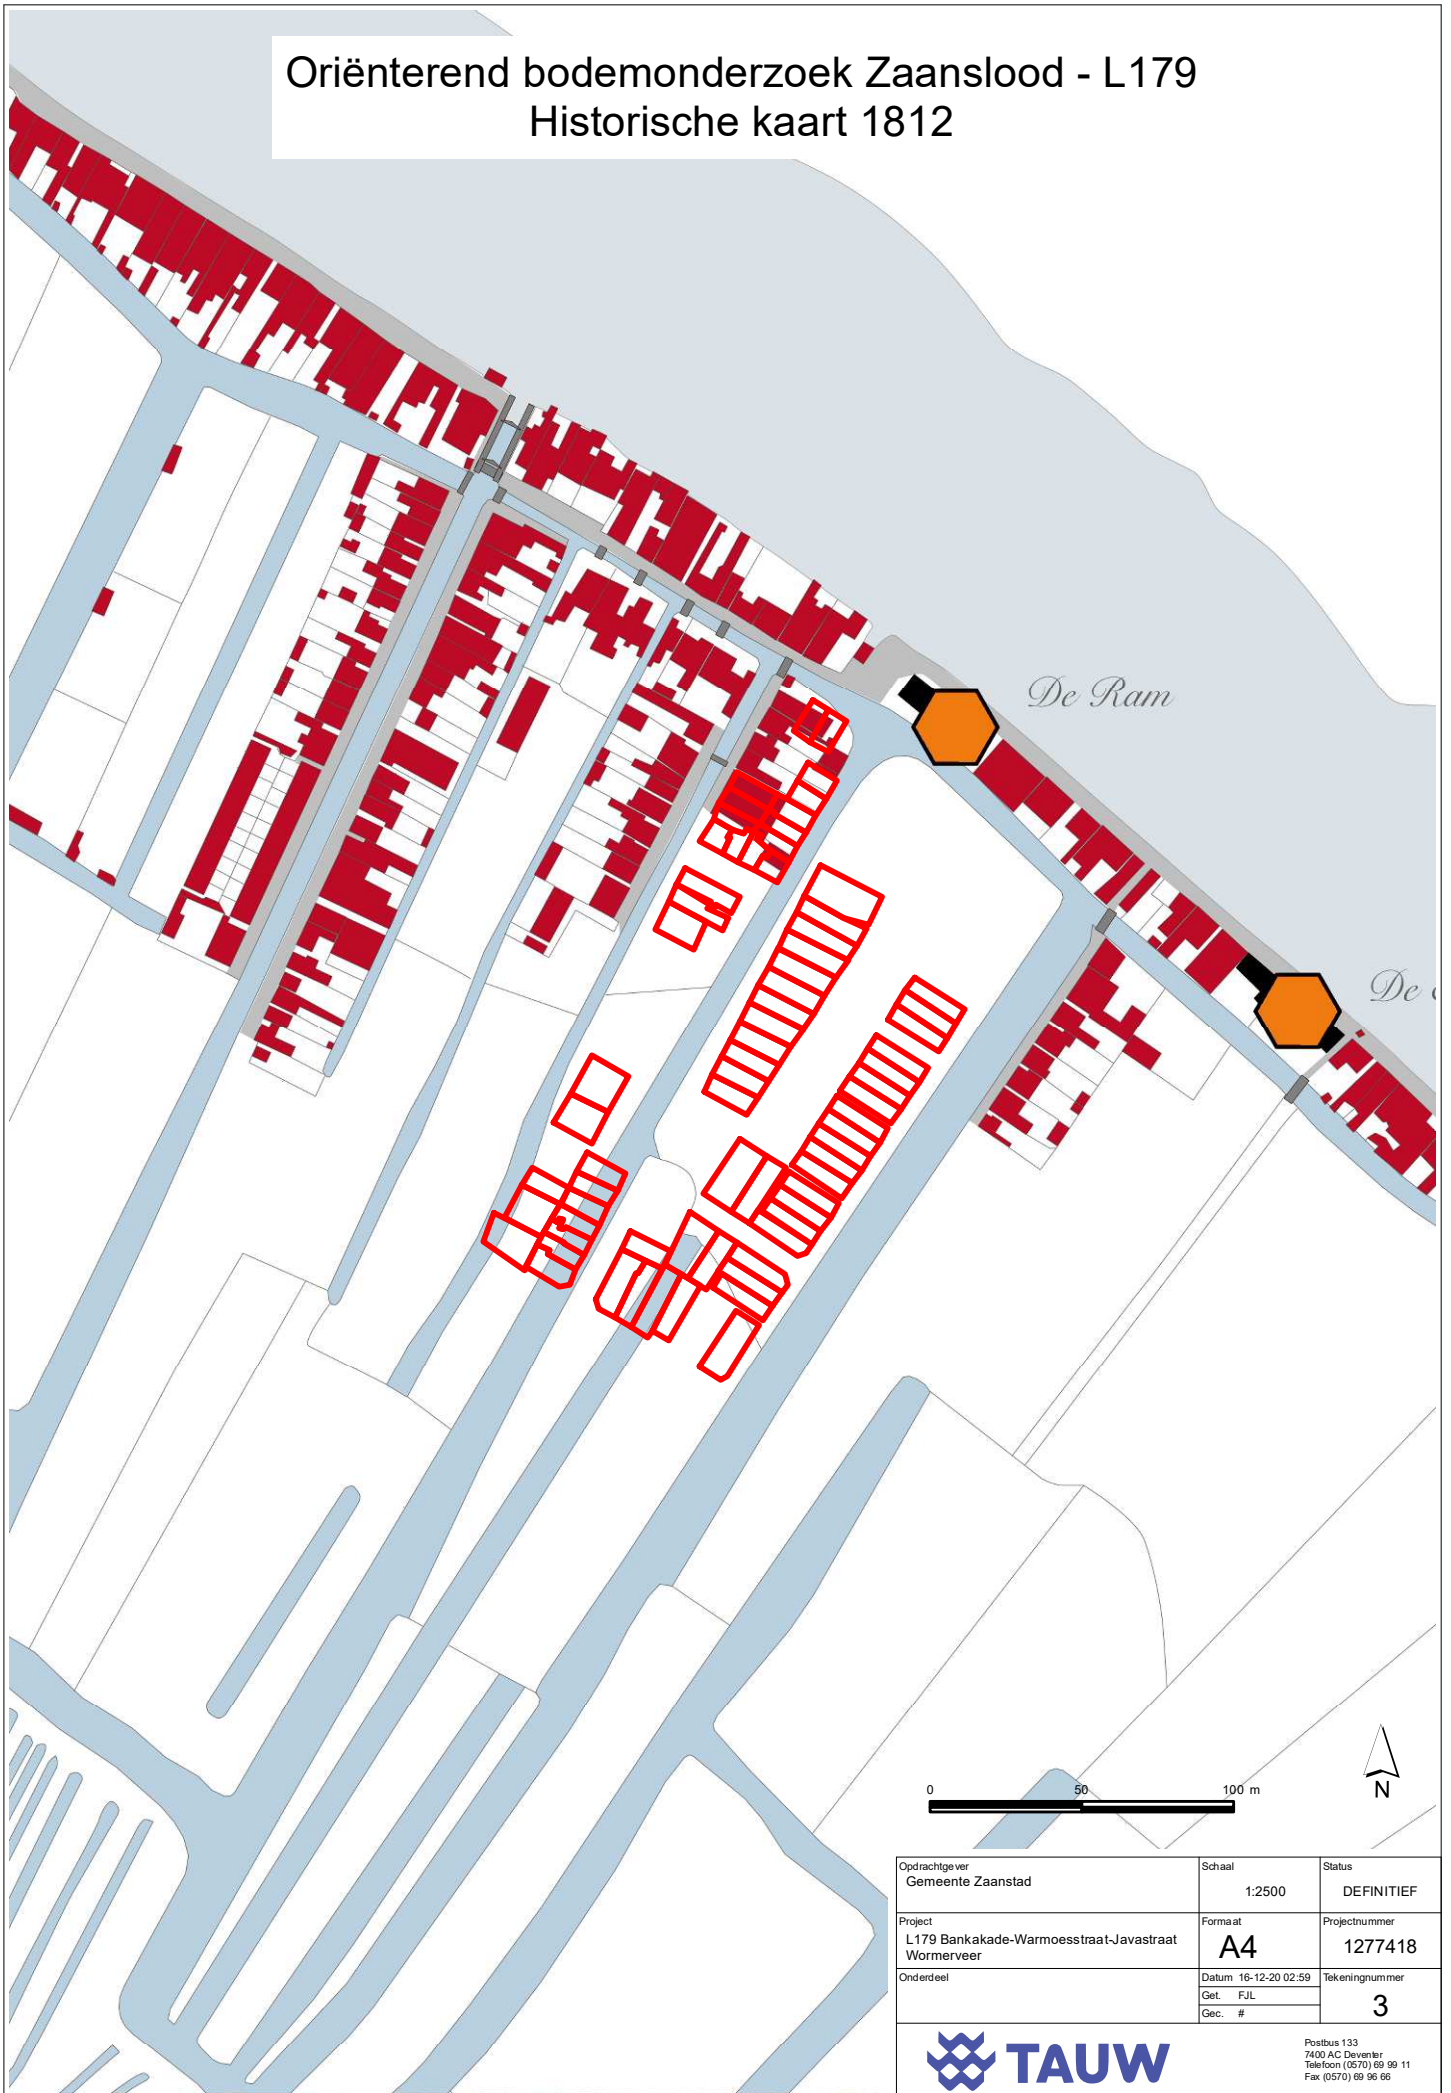 Oriënterend bodemonderzoek Zaanslood - L179
Historische kaart 1812
De Ram
De
0 50 100 m
N
Opdrachtgever
Gemeente Zaanstad
Schaal
1:2500
Status
DEFINITIEF
Project
L179 Bankakade-Warmoesstraat-Javastraat
Wormerveer
Formaat
A4
Projectnummer
1277418
Onderdeel
Datum 16-12-20 02:59
Get. FJL
Gec. #
Tekeningnummer
3
TAUW
Postbus 133
7400 AC Deventer
Telefoon (0570) 69 99 11
Fax (0570) 69 96 66